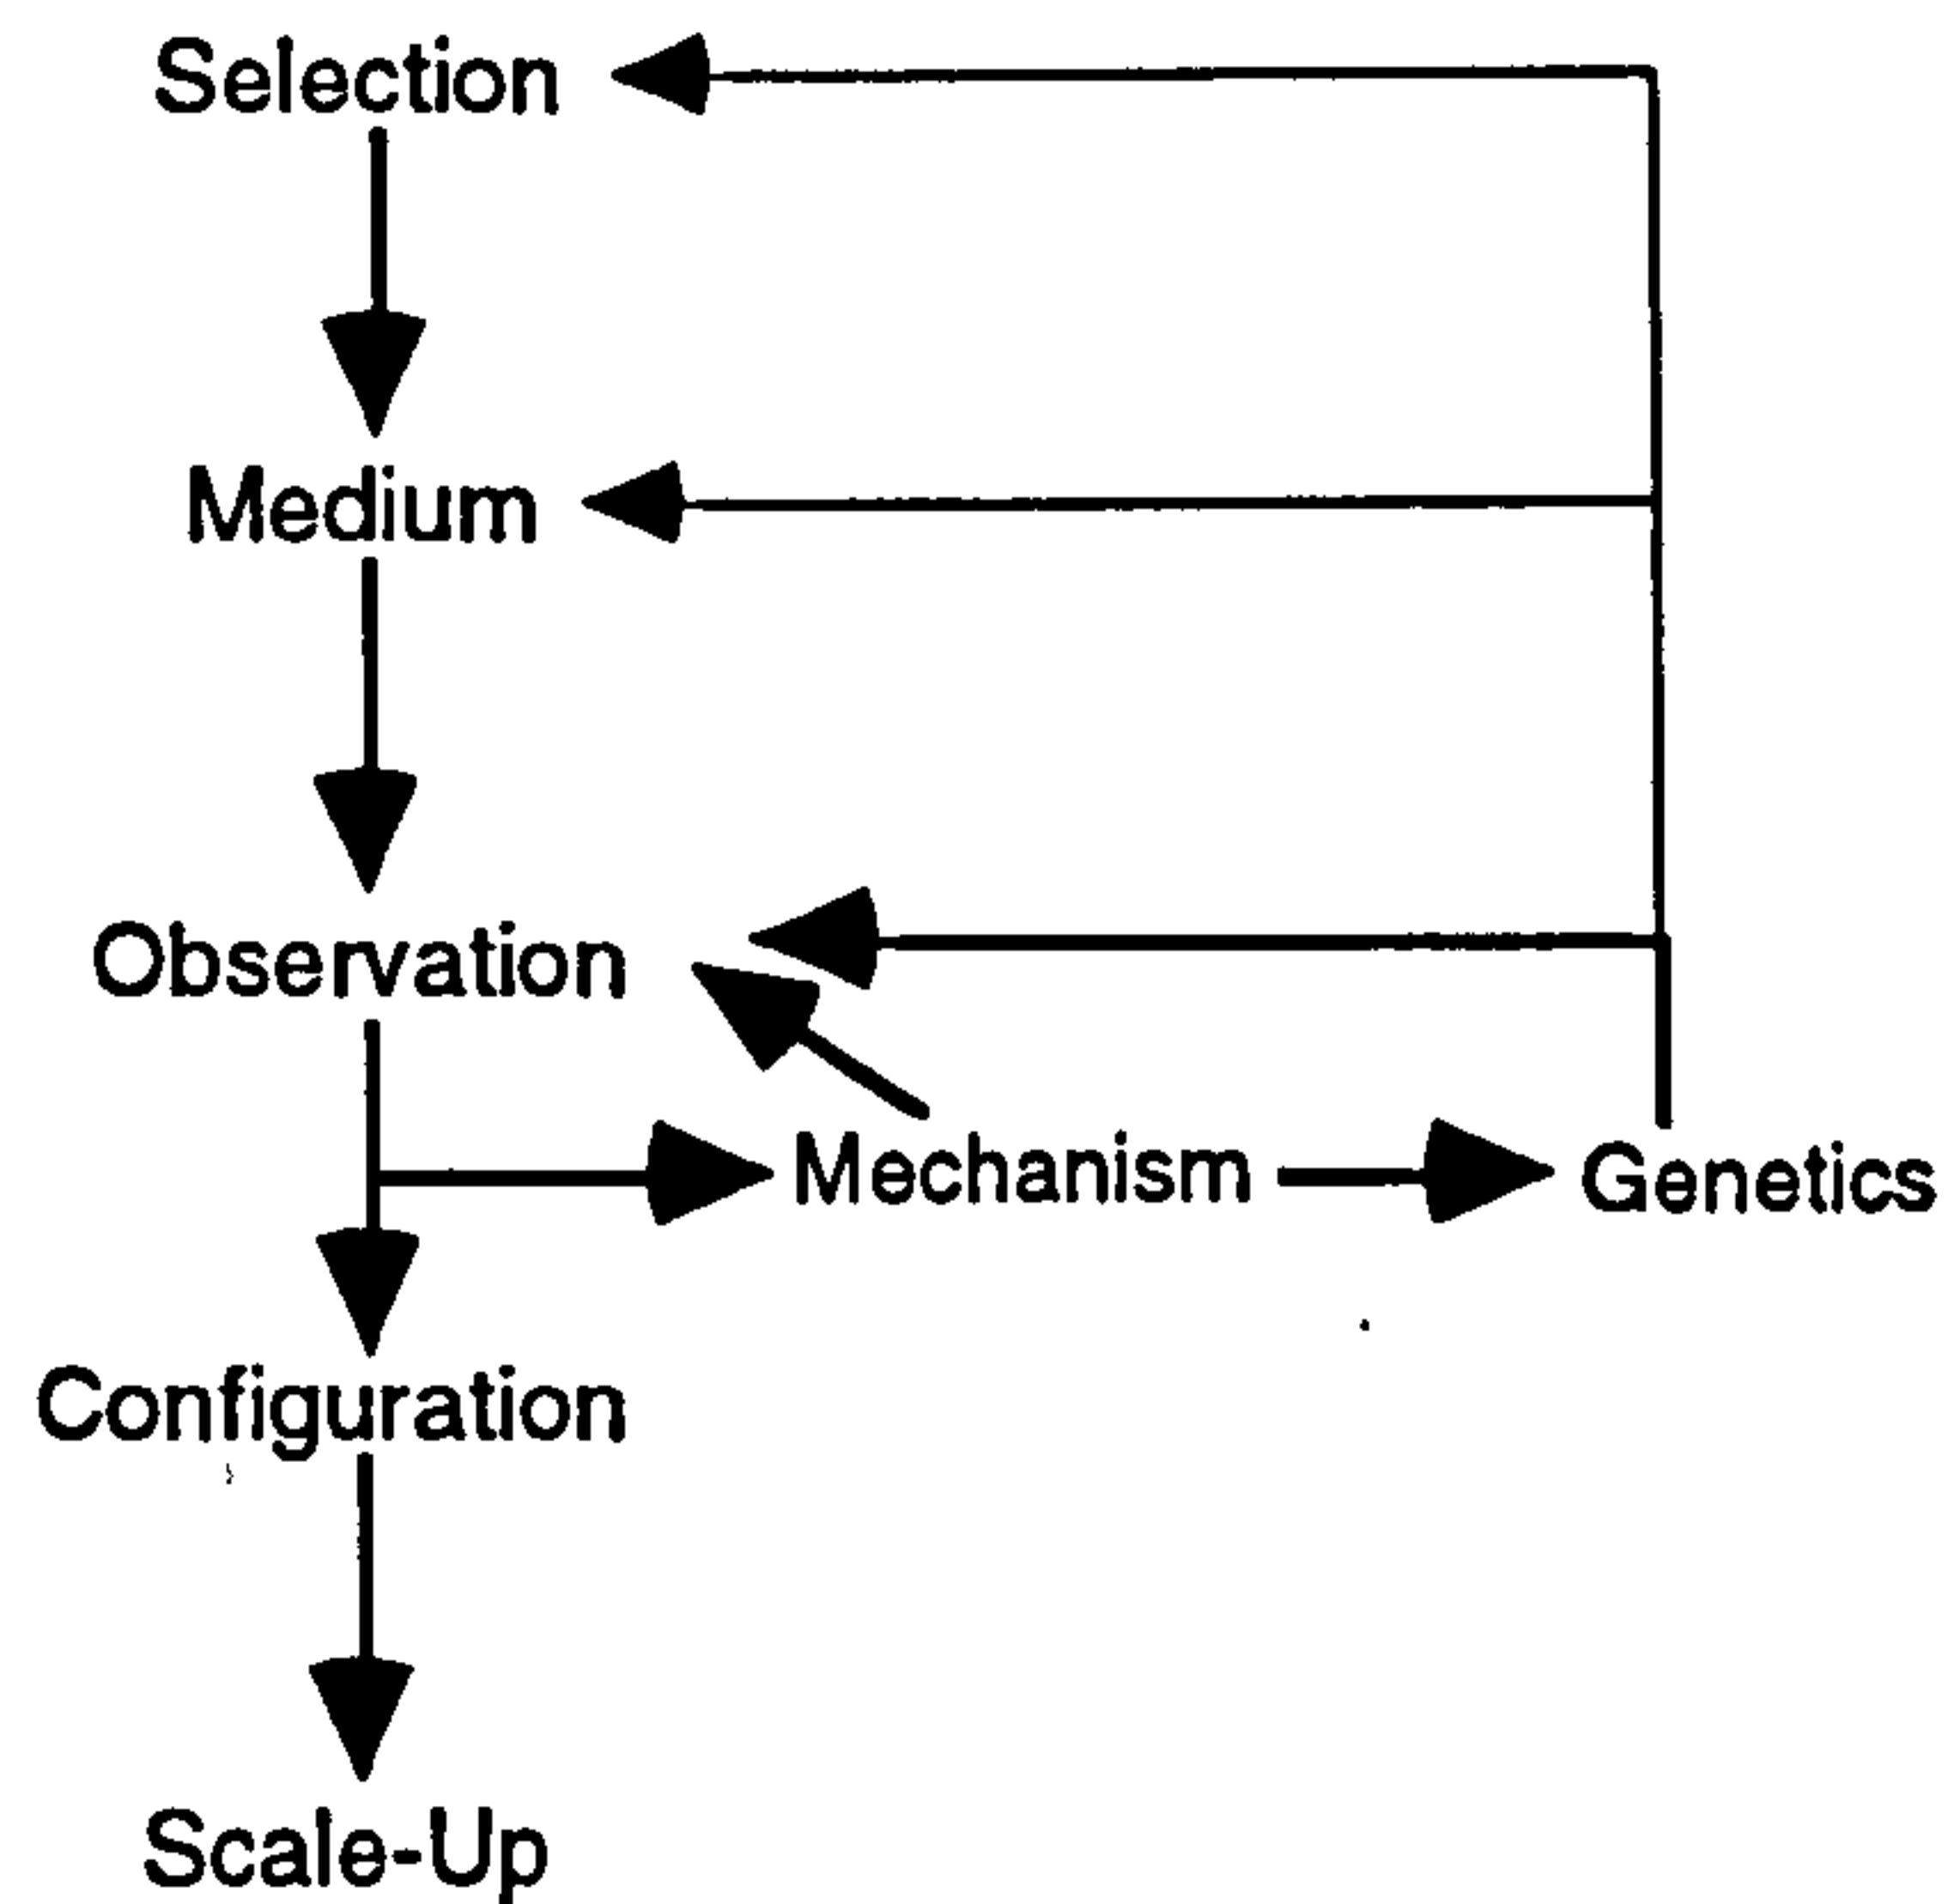 Selection
Medium
Observation
Mechanism
Genetics
Configuration
Scale-Up